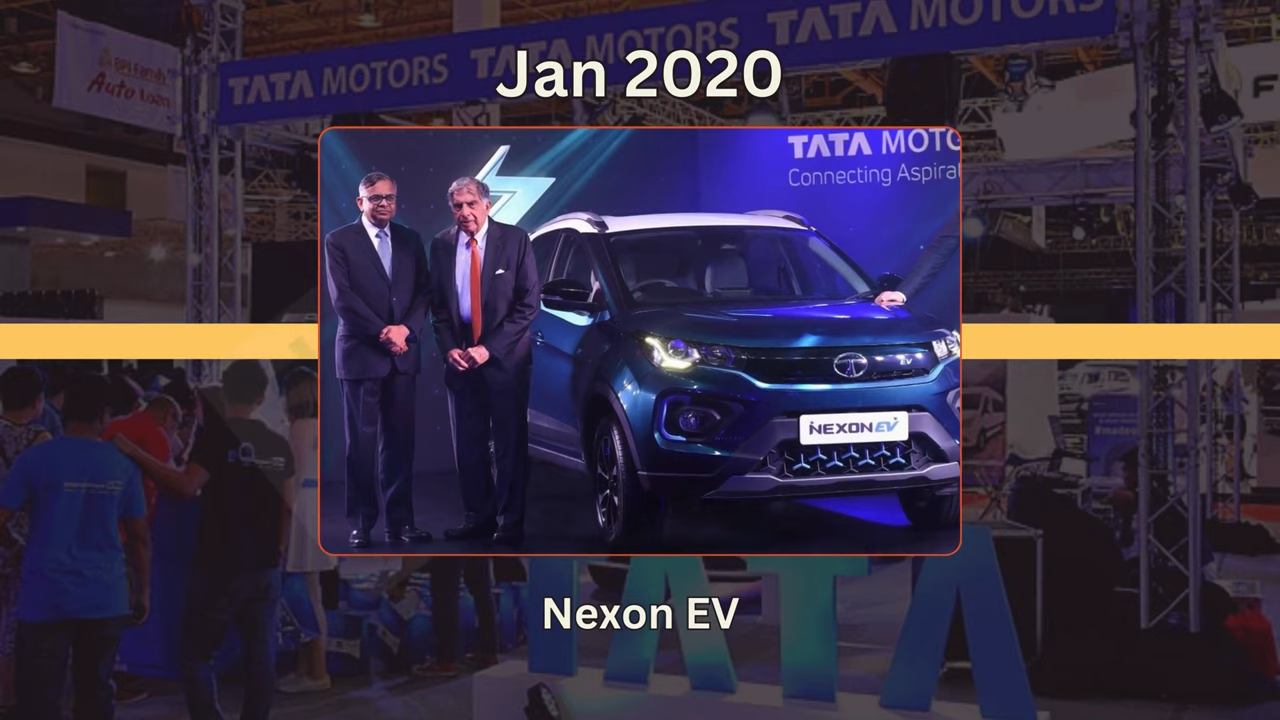 TATA MOTORS TATA MOTORS TATA MOTORS
Auto Loan
Jan 2020
TATA MOTO
Connecting Aspira
EV
NEXON EV
Nexon EV
TATA